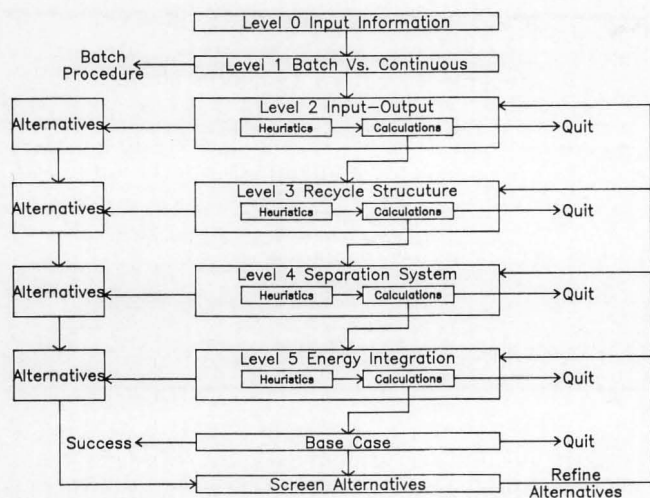 Level 0 Input Information
Batch
Procedure
Level 1 Batch Vs. Continuous
Level 2 Input-Output
Alternatives
Heuristics
Calculations
Quit
Level 3 Recycle Strucuture
Alternatives
Heuristics
Calculations
Quit
Level 4 Separation System
Alternatives
Heuristics
Calculations
Quit
Level 5 Energy Integration
Alternatives
Heuristics
Calculations
Quit
Success
Base Case
Quit
Screen Alternatives
Refine
Alternatives